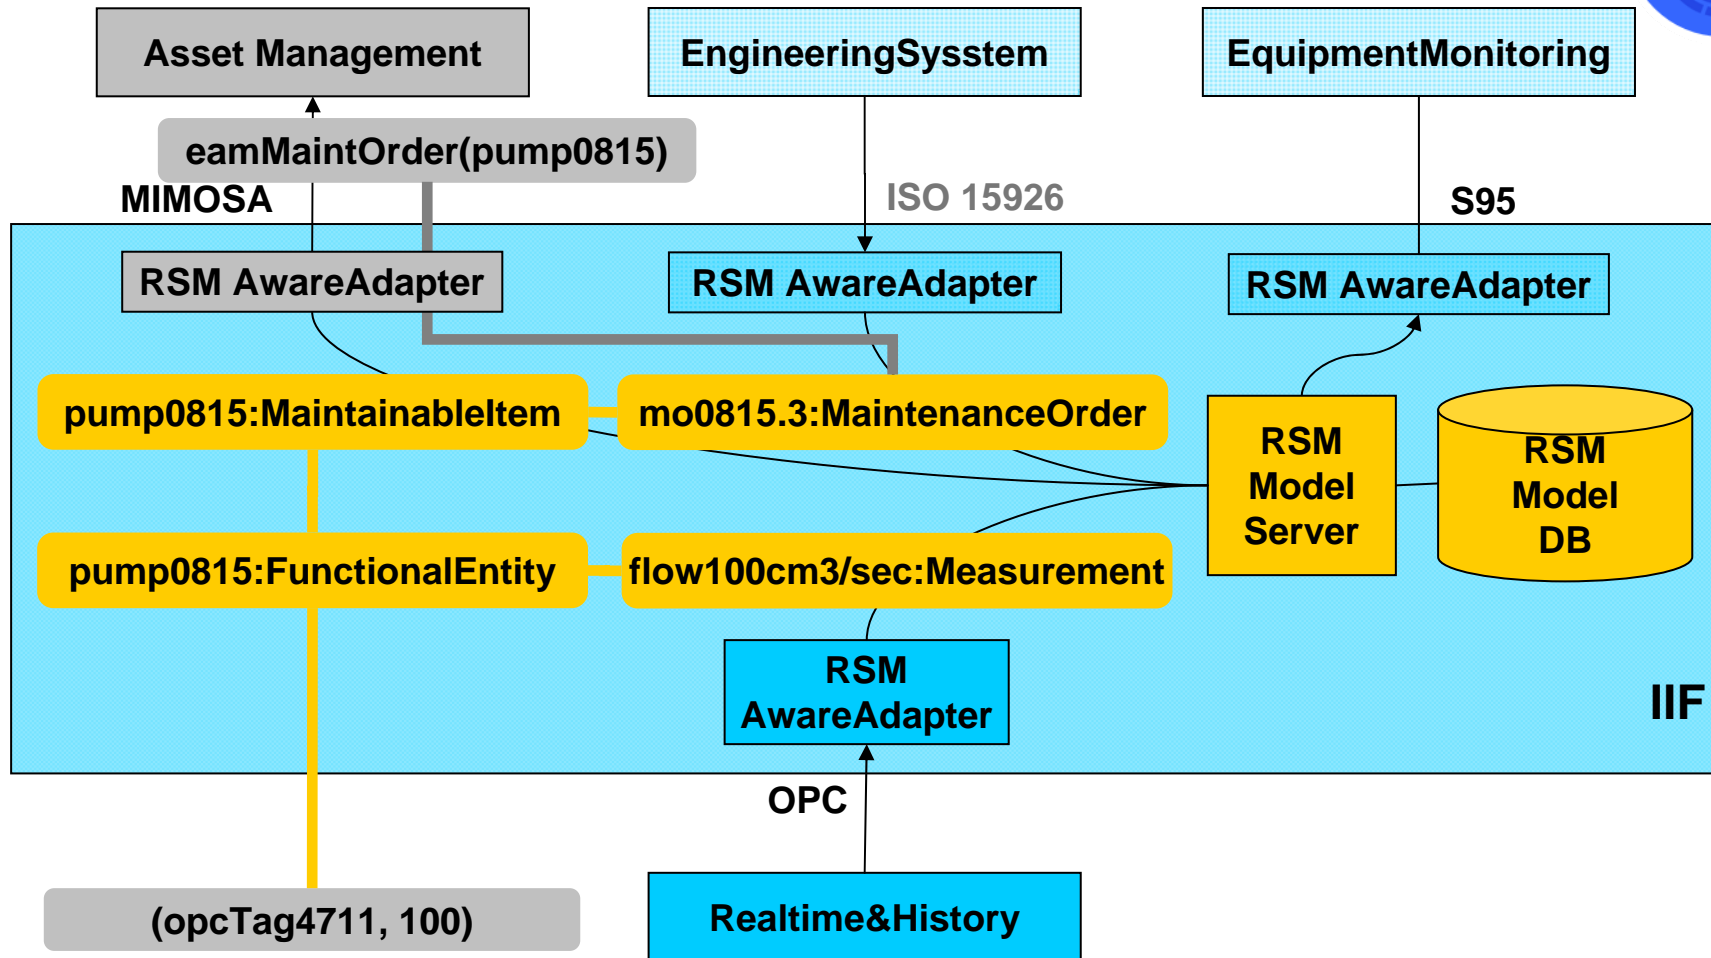 Asset Management
EngineeringSysstem
EquipmentMonitoring
eamMaintOrder(pump0815)
MIMOSA
ISO 15926
S95
RSM AwareAdapter
RSM AwareAdapter
RSM AwareAdapter
pump0815:MaintainableItem
mo0815.3:MaintenanceOrder
RSM
Model
Server
RSM
Model
DB
pump0815:FunctionalEntity
flow100cm3/sec:Measurement
RSM
AwareAdapter
IIF
OPC
(opcTag4711, 100)
Realtime&History